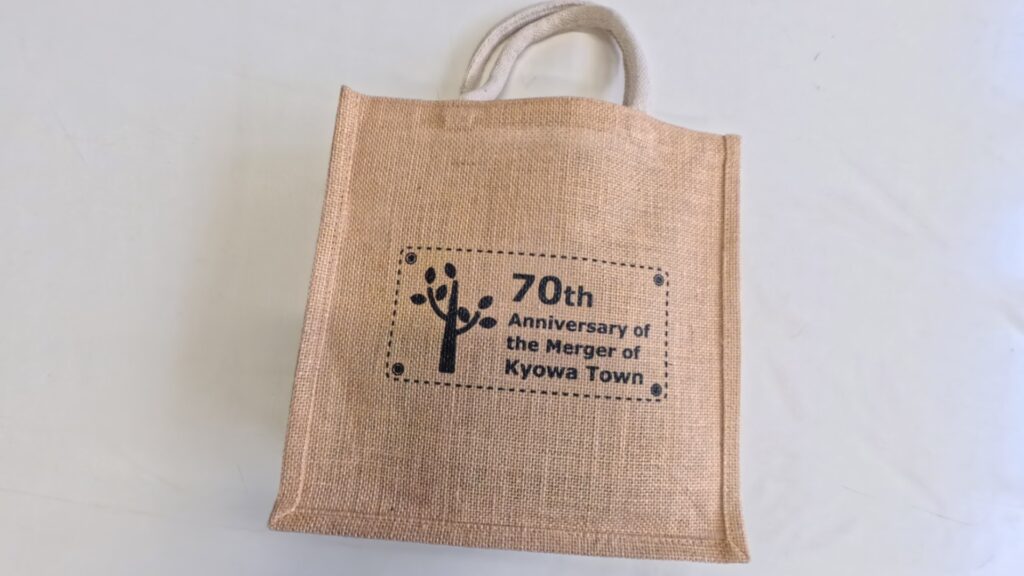 70th
Anniversary of
the Merger of
Kyowa Town